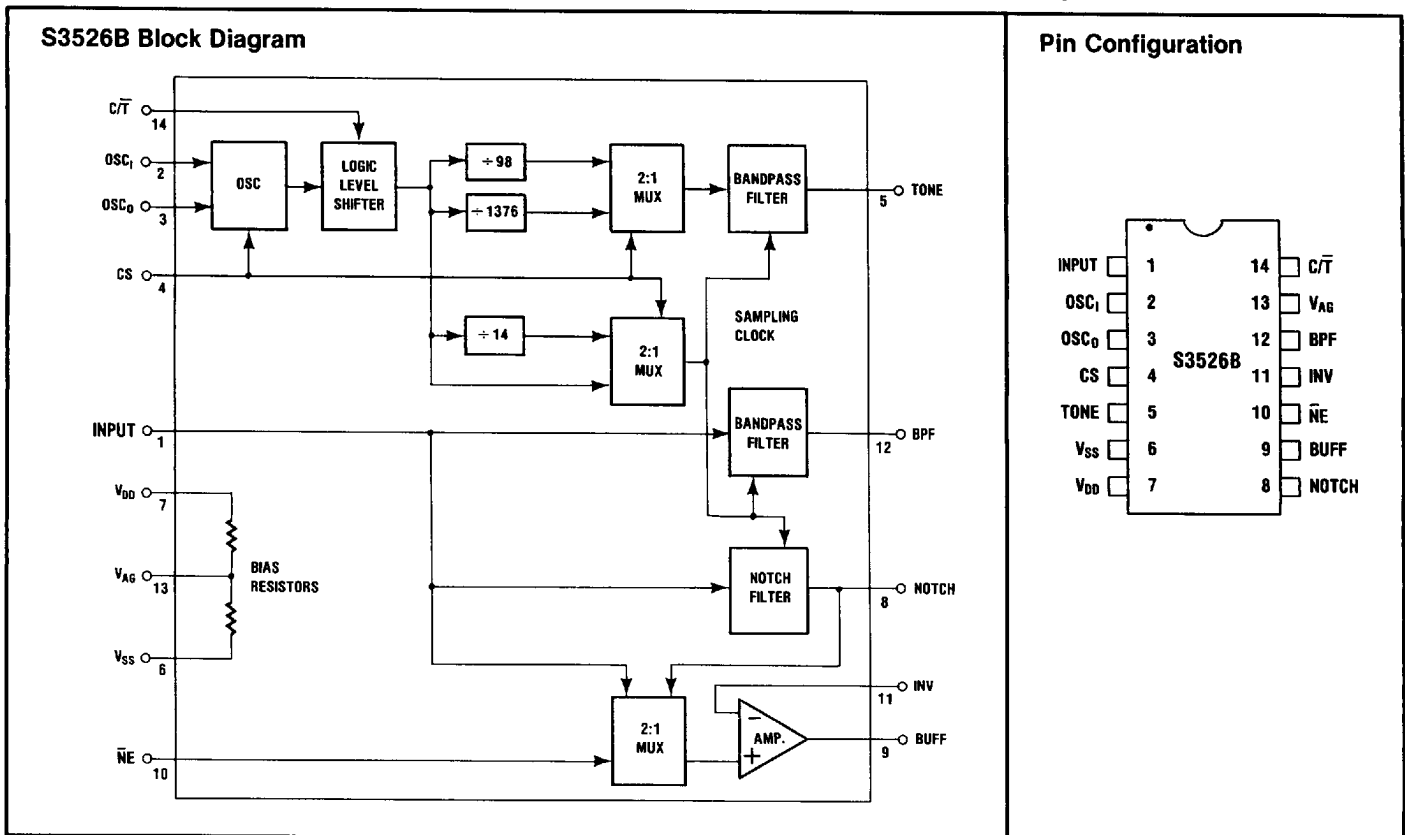 S3526B Block Diagram
C/T̅
14
OSCI
2
OSCO
3
CS
4
OSC
LOGIC
LEVEL
SHIFTER
÷98
÷1376
÷14
2:1
MUX
2:1
MUX
BANDPASS
FILTER
5
TONE
SAMPLING
CLOCK
INPUT
1
BANDPASS
FILTER
12
BPF
VDD
7
VAG
13
VSS
6
BIAS
RESISTORS
NOTCH
FILTER
8
NOTCH
N̅E
10
2:1
MUX
−
AMP.
+
11
INV
9
BUFF
Pin Configuration
INPUT 1 14 C/T̅
OSCI 2 13 VAG
OSCO 3 12 BPF
S3526B
CS 4 11 INV
TONE 5 10 N̅E
VSS 6 9 BUFF
VDD 7 8 NOTCH